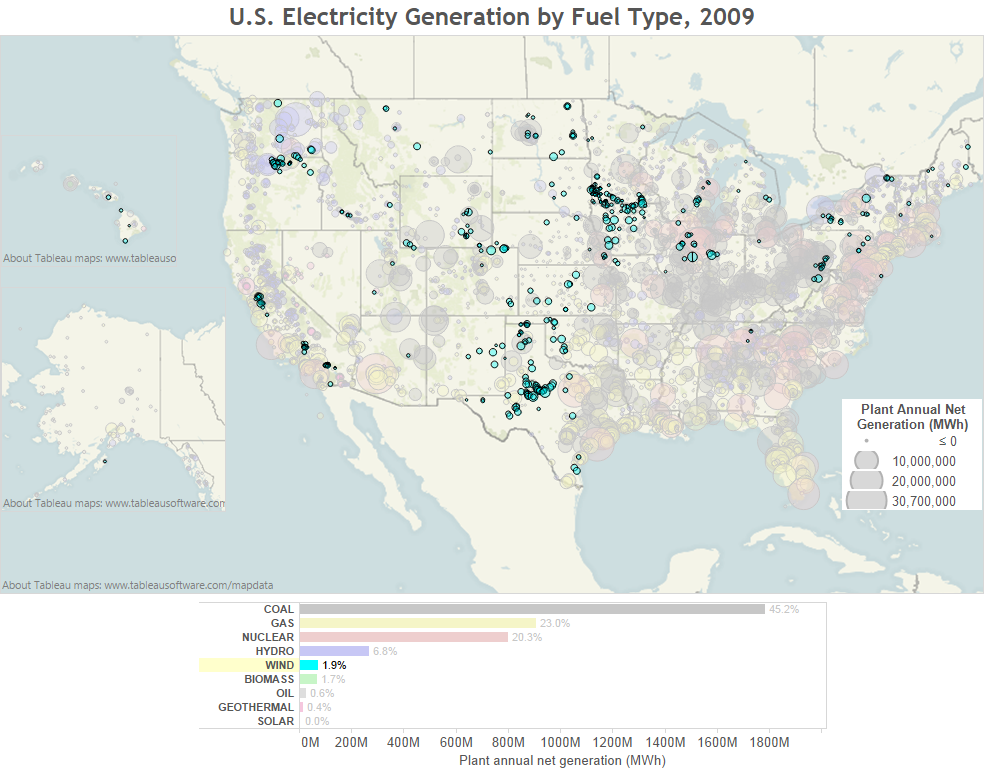 U.S. Electricity Generation by Fuel Type, 2009
About Tableau maps: www.tableauso
Plant Annual Net
Generation (MWh)
≤ 0
10,000,000
20,000,000
30,700,000
About Tableau maps: www.tableausoftware.com
About Tableau maps: www.tableausoftware.com/mapdata
COAL 45.2%
GAS 23.0%
NUCLEAR 20.3%
HYDRO 6.8%
WIND 1.9%
BIOMASS 1.7%
OIL 0.6%
GEOTHERMAL 0.4%
SOLAR 0.0%
0M 200M 400M 600M 800M 1000M 1200M 1400M 1600M 1800M
Plant annual net generation (MWh)